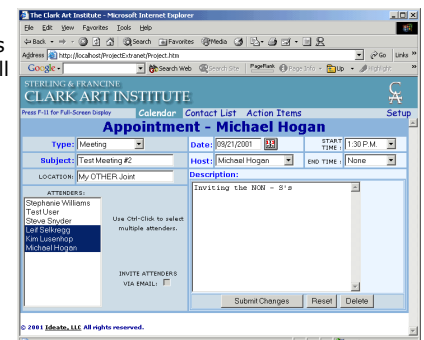 s
ll
The Clark Art Institute - Microsoft Internet Explorer
File Edit View Favorites Tools Help
Back Search Favorites Media
Address http://localhost/ProjectExtranet/Project.htm Go Links »
Google Search Web Search Site PageRank Page Info Up Highlight
STERLING & FRANCINE
CLARK ART INSTITUTE
Press F-11 for Full-Screen Display Calendar Contact List Action Items Setup
Appointment - Michael Hogan
Type: Meeting Date: 09/21/2001 START TIME: 1:30 P.M.
Subject: Test Meeting #2 Host: Michael Hogan END TIME: None
LOCATION: My OTHER Joint Description:
Inviting the NON - S's
ATTENDERS:
Stephanie Williams
Test User
Steve Snyder
Leif Selkregg
Kim Lusenhop
Michael Hogan
Use Ctrl-Click to select
multiple attenders.
INVITE ATTENDERS
VIA EMAIL:
Submit Changes Reset Delete
© 2001 Ideate, LLC All rights reserved.